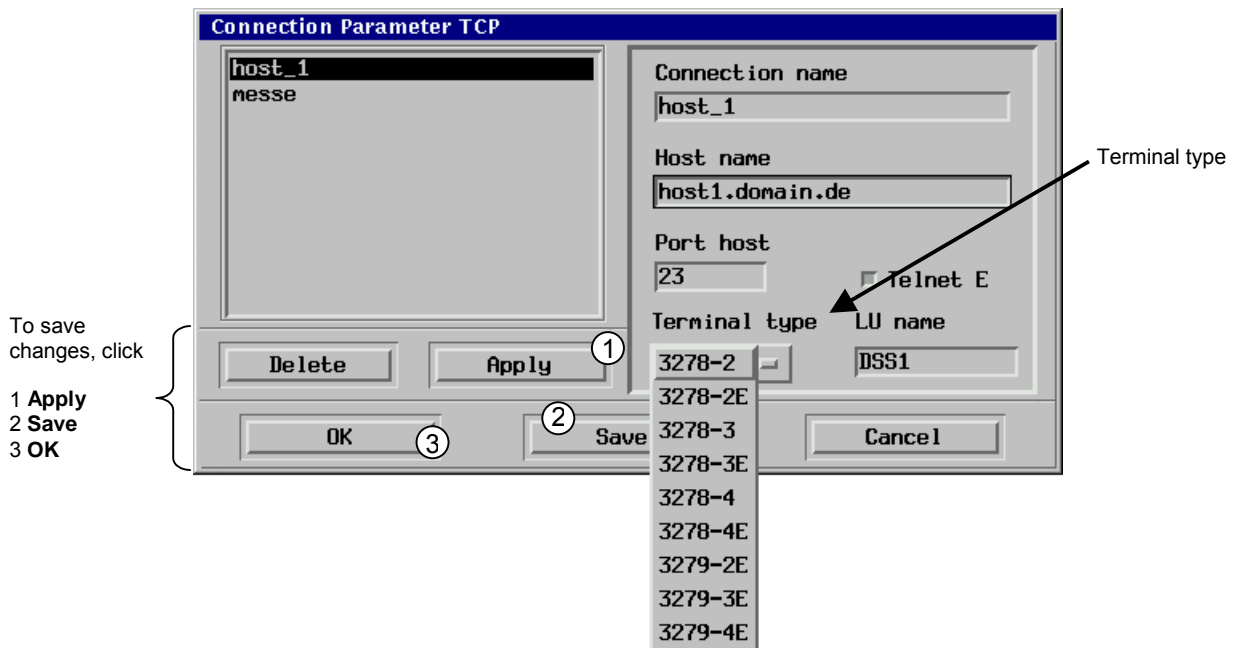 Connection Parameter TCP
host_1
messe
Connection name
host_1
Host name
host1.domain.de
Port host
23
Telnet E
Terminal type
LU name
3278-2
DSS1
3278-2E
3278-3
3278-3E
3278-4
3278-4E
3279-2E
3279-3E
3279-4E
Delete
Apply
1
OK
3
2
Save
Cancel
Terminal type
To save
changes, click
1 Apply
2 Save
3 OK